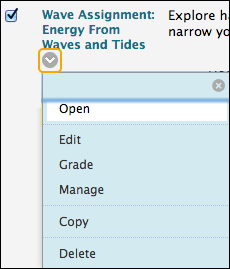 Wave Assignment:
Energy From
Waves and Tides
Explore ha
narrow yo
Open
Edit
Grade
Manage
Copy
Delete